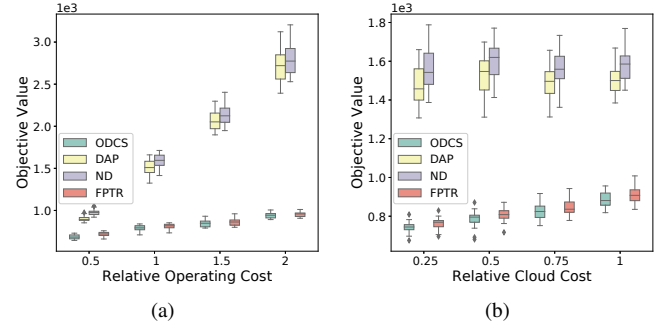 1e3
3.0
2.5
2.0
1.5
1.0
Objective Value
ODCS
DAP
ND
FPTR
0.5 1 1.5 2
Relative Operating Cost
(a)
1e3
1.8
1.6
1.4
1.2
1.0
0.8
0.6
Objective Value
ODCS
DAP
ND
FPTR
0.25 0.5 0.75 1
Relative Cloud Cost
(b)